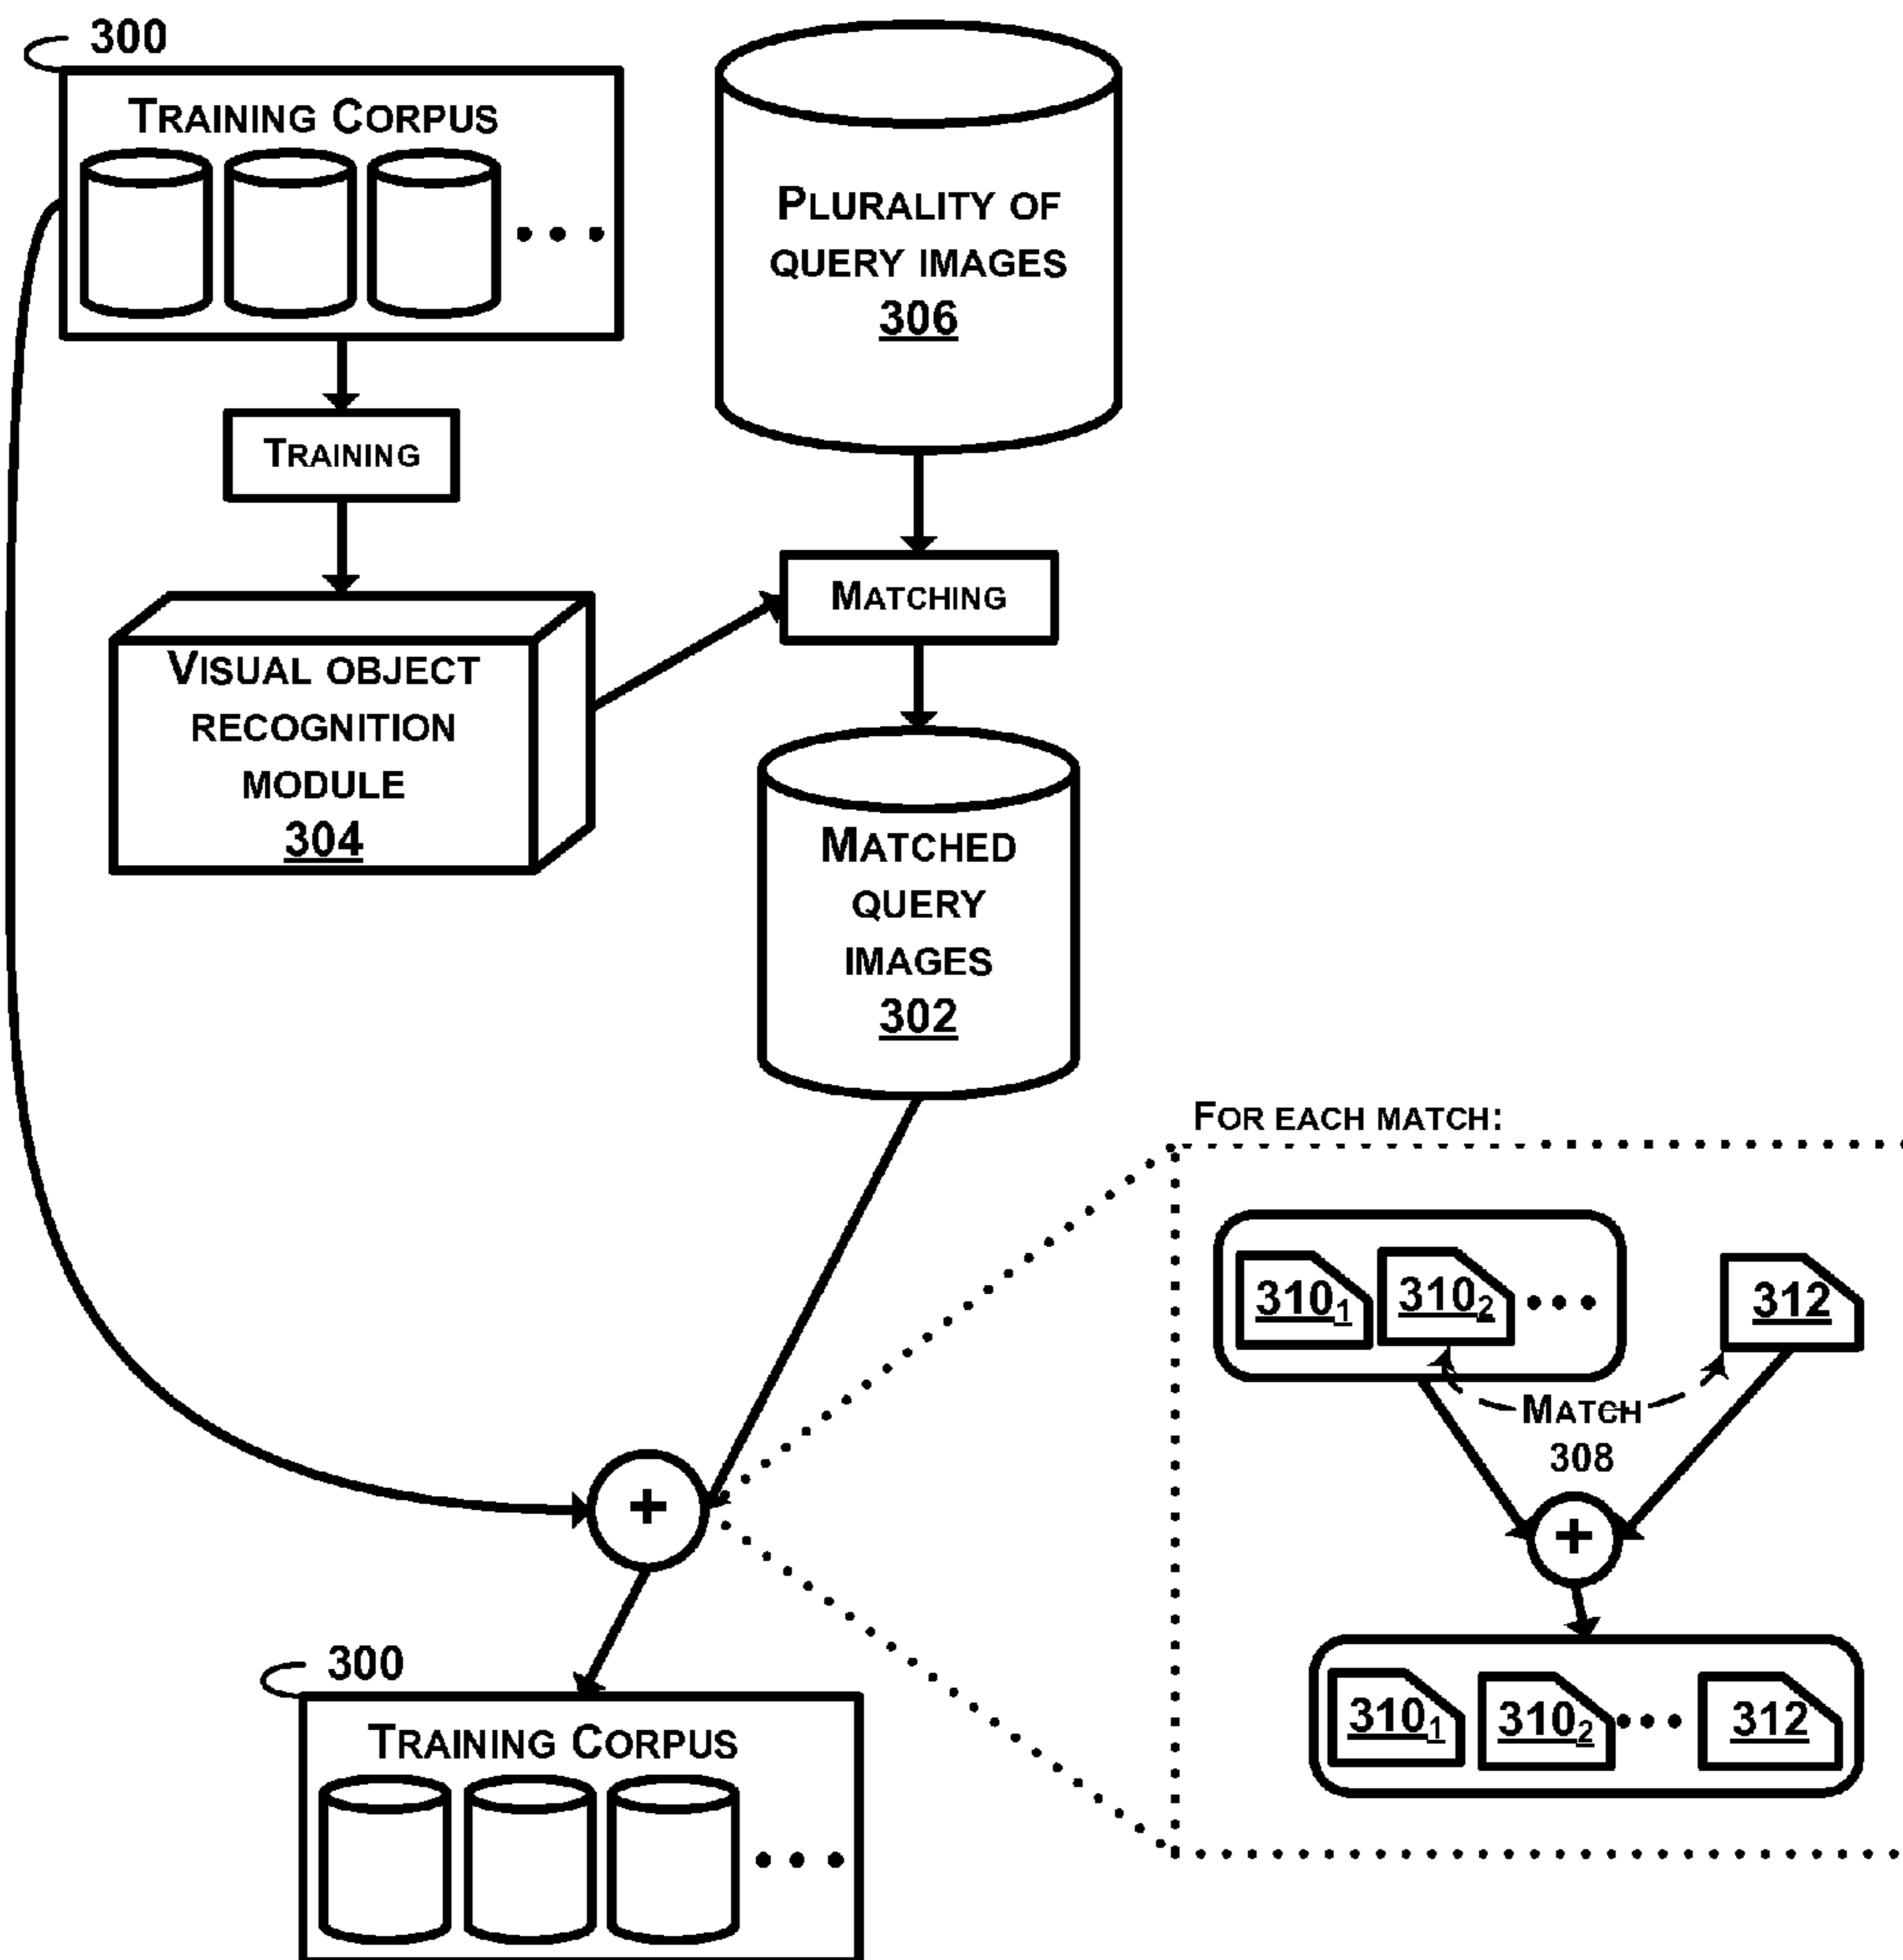 300
TRAINING CORPUS
PLURALITY OF
QUERY IMAGES
306
TRAINING
MATCHING
VISUAL OBJECT
RECOGNITION
MODULE
304
MATCHED
QUERY
IMAGES
302
FOR EACH MATCH:
310₁ 310₂ 312
MATCH
308
+
+
310₁ 310₂ 312
300
TRAINING CORPUS